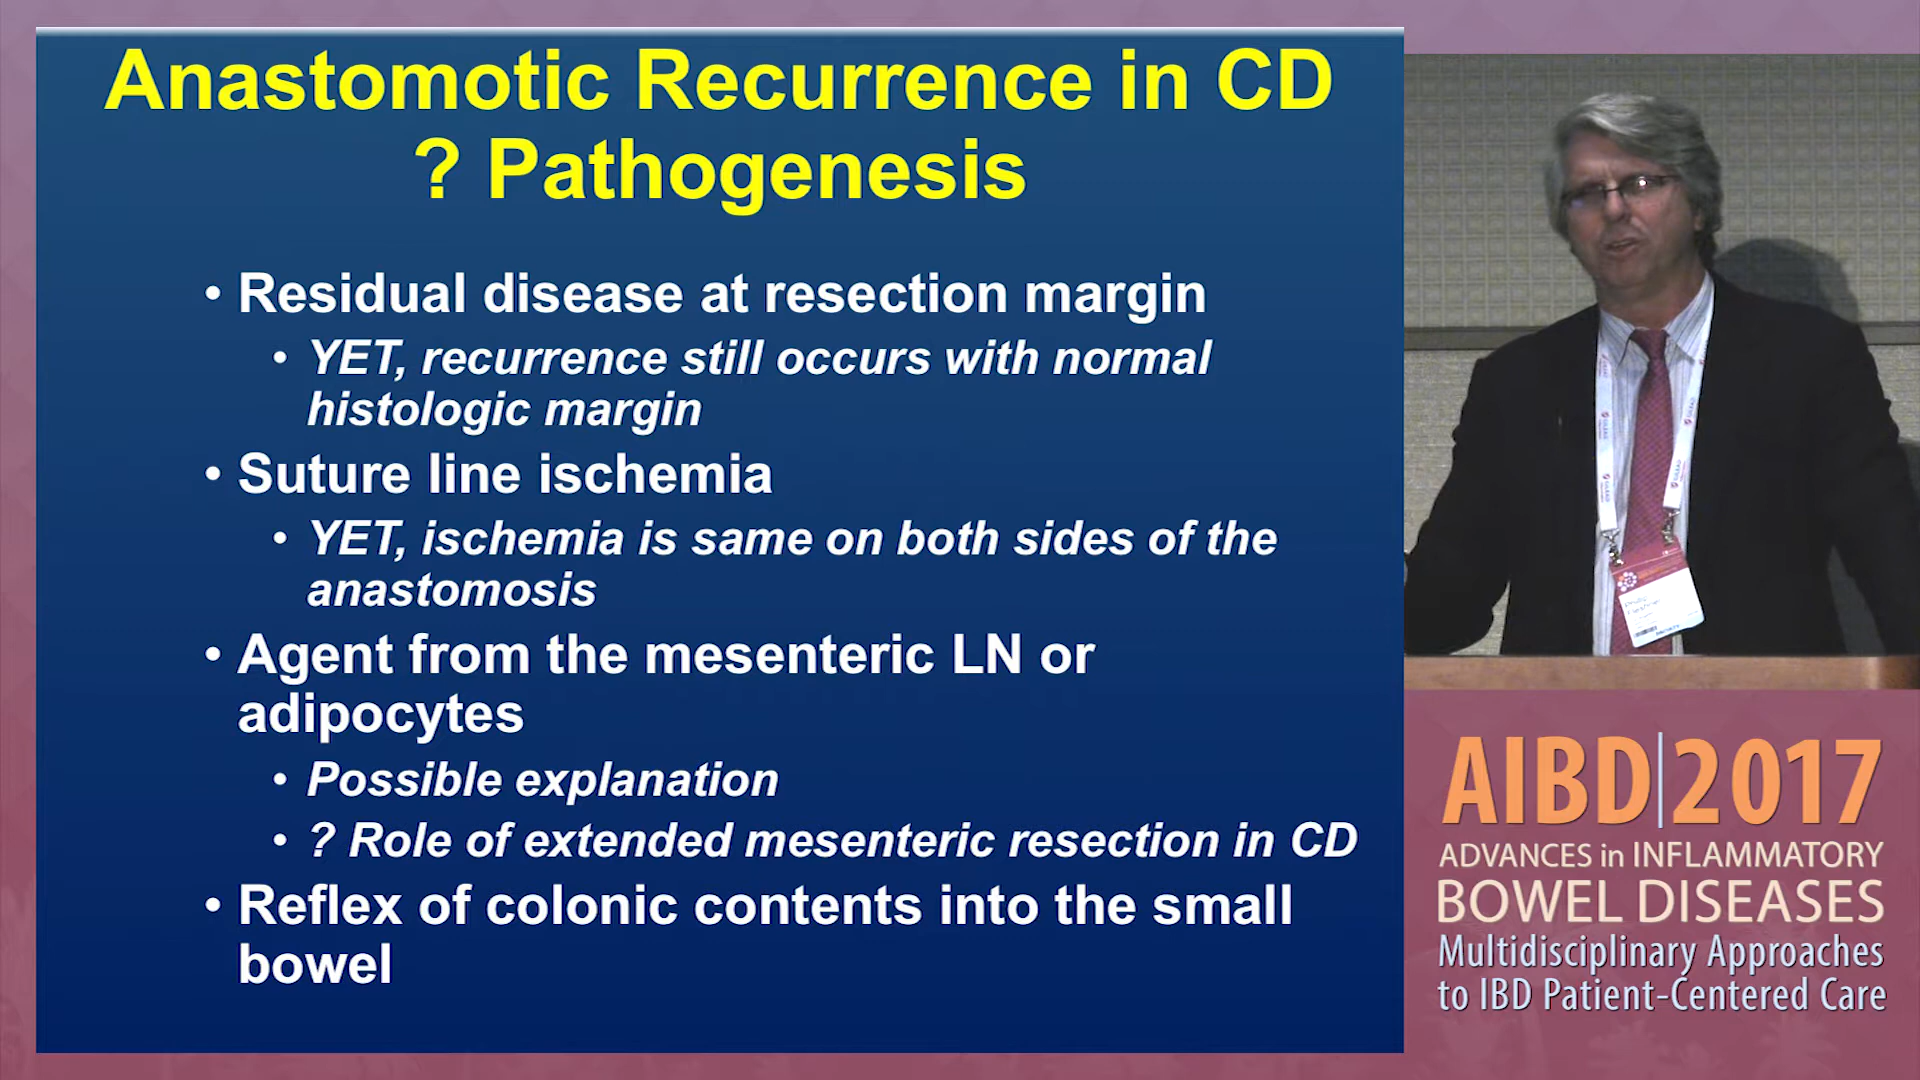 Anastomotic Recurrence in CD
? Pathogenesis
• Residual disease at resection margin
• YET, recurrence still occurs with normal
histologic margin
• Suture line ischemia
• YET, ischemia is same on both sides of the
anastomosis
• Agent from the mesenteric LN or
adipocytes
• Possible explanation
• ? Role of extended mesenteric resection in CD
• Reflex of colonic contents into the small
bowel
AIBD|2017
ADVANCES in INFLAMMATORY
BOWEL DISEASES
Multidisciplinary Approaches
to IBD Patient-Centered Care